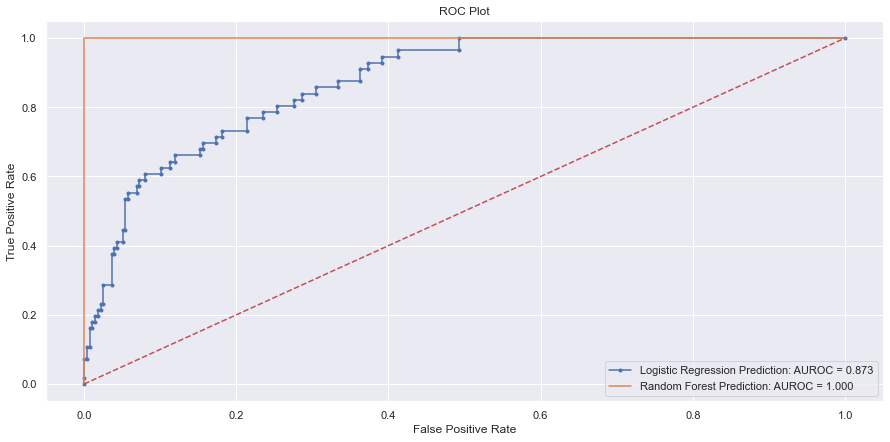 ROC Plot
True Positive Rate
1.0
0.8
0.6
0.4
0.2
0.0
Logistic Regression Prediction: AUROC = 0.873
Random Forest Prediction: AUROC = 1.000
0.0 0.2 0.4 0.6 0.8 1.0
False Positive Rate